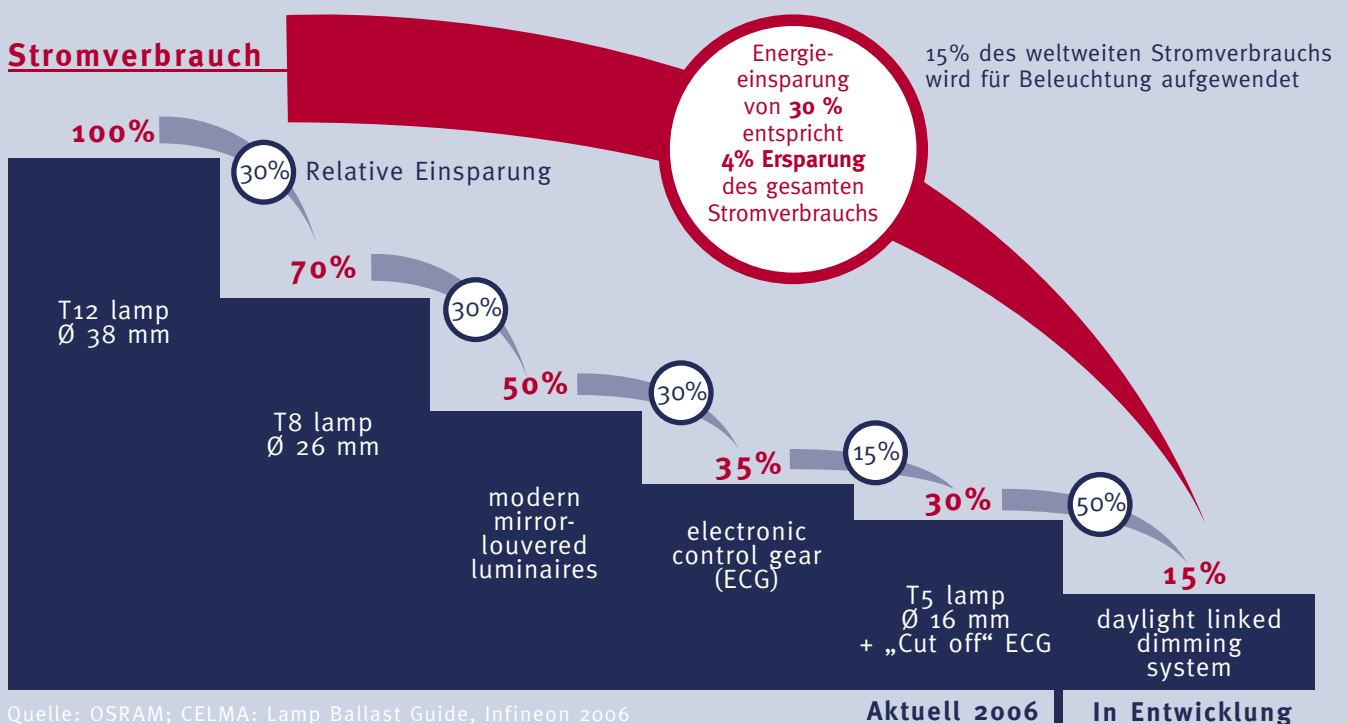 Stromverbrauch
Energie-
einsparung
von 30 %
entspricht
4% Ersparung
des gesamten
Stromverbrauchs
15% des weltweiten Stromverbrauchs
wird für Beleuchtung aufgewendet
100%
30%
Relative Einsparung
70%
30%
50%
30%
35%
15%
30%
50%
15%
T12 lamp
Ø 38 mm
T8 lamp
Ø 26 mm
modern
mirror-
louvered
luminaires
electronic
control gear
(ECG)
T5 lamp
Ø 16 mm
+ „Cut off“ ECG
daylight linked
dimming
system
Quelle: OSRAM; CELMA: Lamp Ballast Guide, Infineon 2006
Aktuell 2006
In Entwicklung